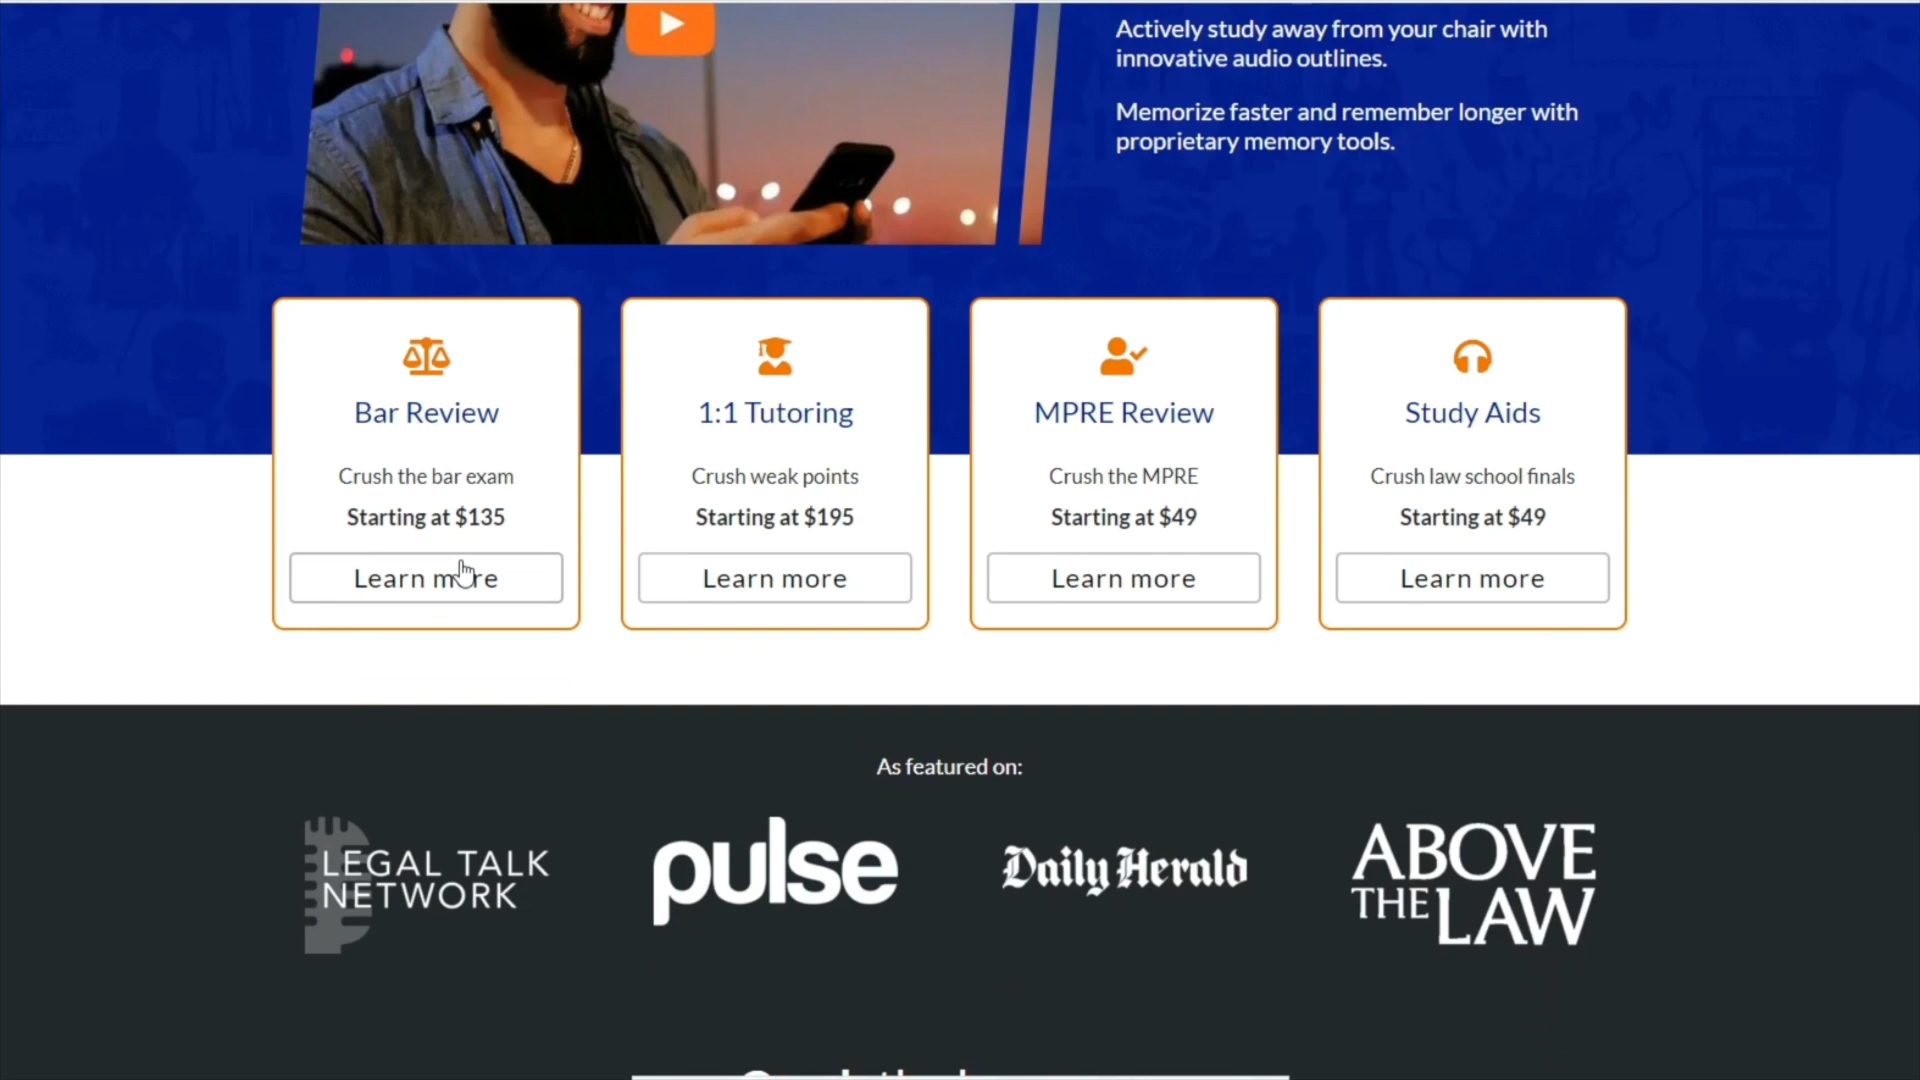 Actively study away from your chair with
innovative audio outlines.
Memorize faster and remember longer with
proprietary memory tools.
Bar Review
Crush the bar exam
Starting at $135
Learn more
1:1 Tutoring
Crush weak points
Starting at $195
Learn more
MPRE Review
Crush the MPRE
Starting at $49
Learn more
Study Aids
Crush law school finals
Starting at $49
Learn more
As featured on:
LEGAL TALK
NETWORK
pulse
Daily Herald
ABOVE
THE LAW